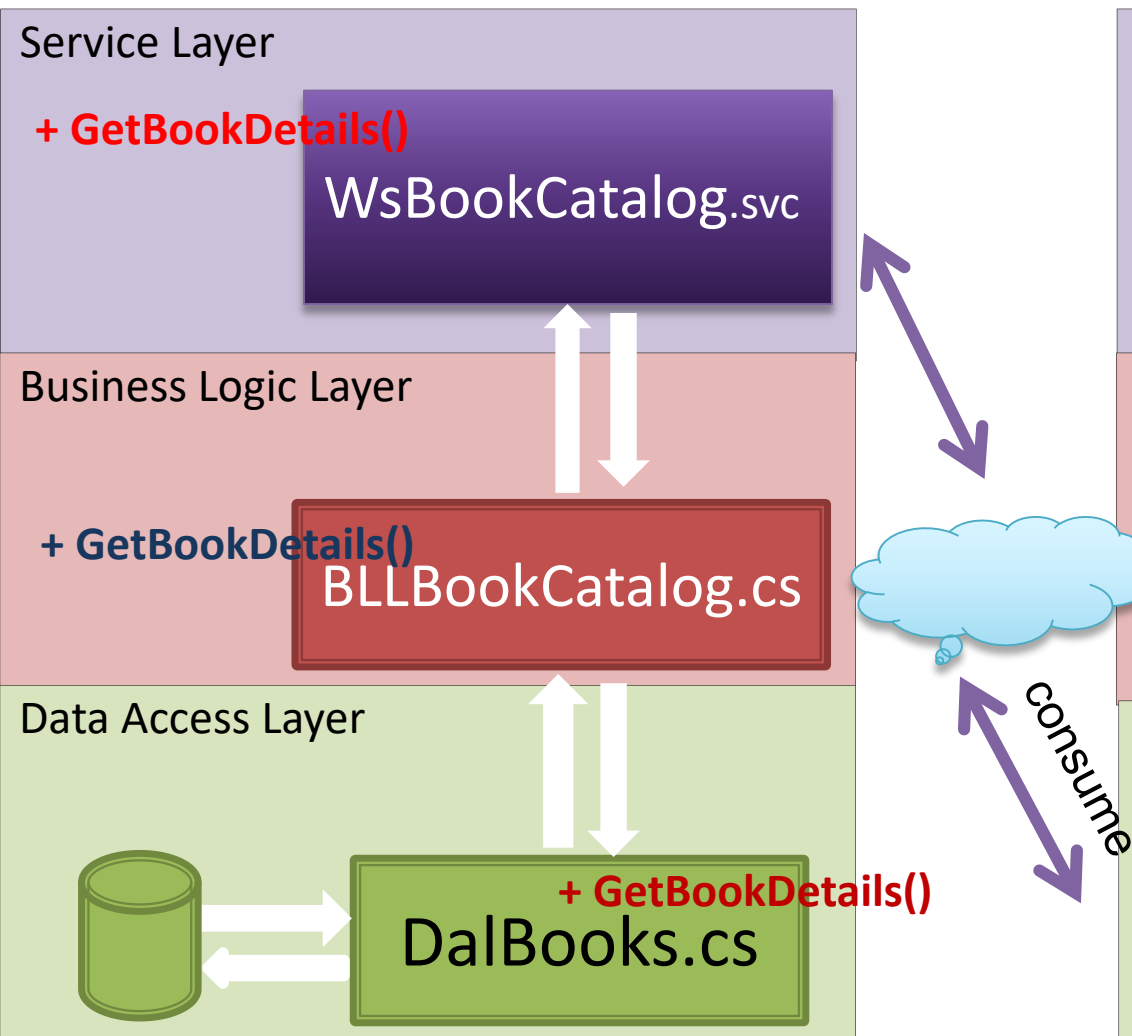 Service Layer
+ GetBookDetails()
WsBookCatalog.svc
Business Logic Layer
+ GetBookDetails()
BLLBookCatalog.cs
Data Access Layer
consume
+ GetBookDetails()
DalBooks.cs